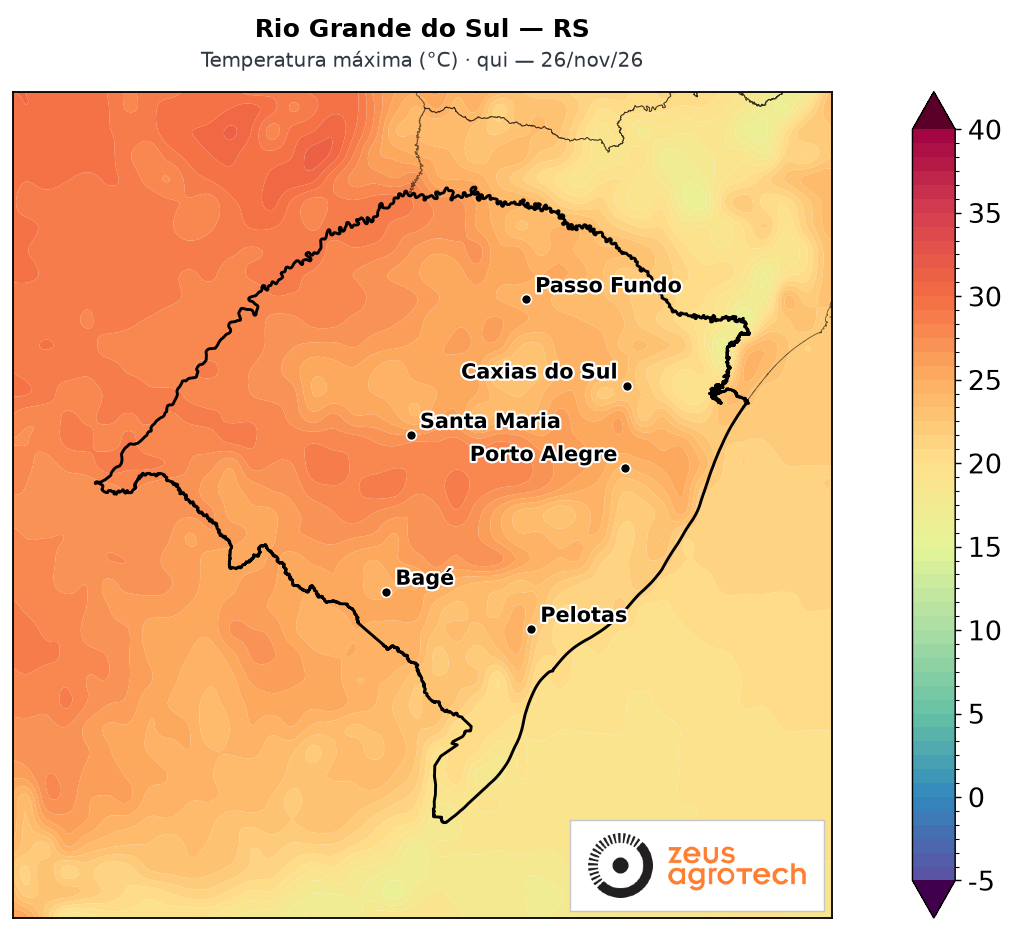 Rio Grande do Sul — RS
Temperatura máxima (°C) · qui — 26/nov/26
Passo Fundo
Caxias do Sul
Santa Maria
Porto Alegre
Bagé
Pelotas
40
35
30
25
20
15
10
5
0
-5
zeus
agrotech